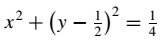 x² + (y − 1/2)² = 1/4